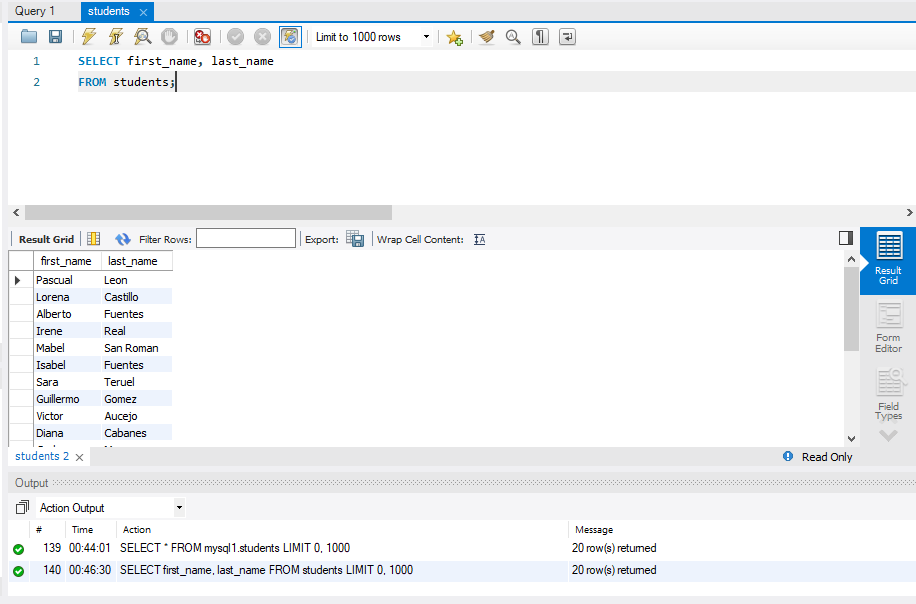 Query 1 students
Limit to 1000 rows
1 SELECT first_name, last_name
2 FROM students;
Result Grid Filter Rows: Export: Wrap Cell Content:
first_name last_name
Pascual Leon
Lorena Castillo
Alberto Fuentes
Irene Real
Mabel San Roman
Isabel Fuentes
Sara Teruel
Guillermo Gomez
Victor Aucejo
Diana Cabanes
Result
Grid
Form
Editor
Field
Types
students 2 Read Only
Output
Action Output
# Time Action Message
139 00:44:01 SELECT * FROM mysql1.students LIMIT 0, 1000 20 row(s) returned
140 00:46:30 SELECT first_name, last_name FROM students LIMIT 0, 1000 20 row(s) returned